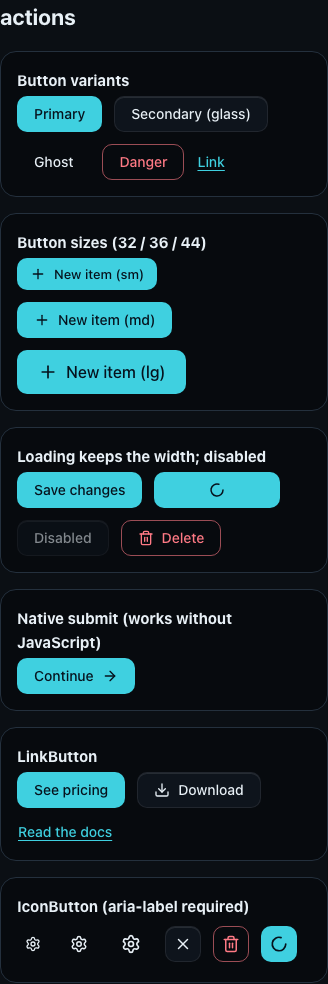 actions
Button variants
Primary Secondary (glass)
Ghost Danger Link
Button sizes (32 / 36 / 44)
New item (sm)
New item (md)
New item (lg)
Loading keeps the width; disabled
Save changes
Disabled Delete
Native submit (works without
JavaScript)
Continue
LinkButton
See pricing Download
Read the docs
IconButton (aria-label required)